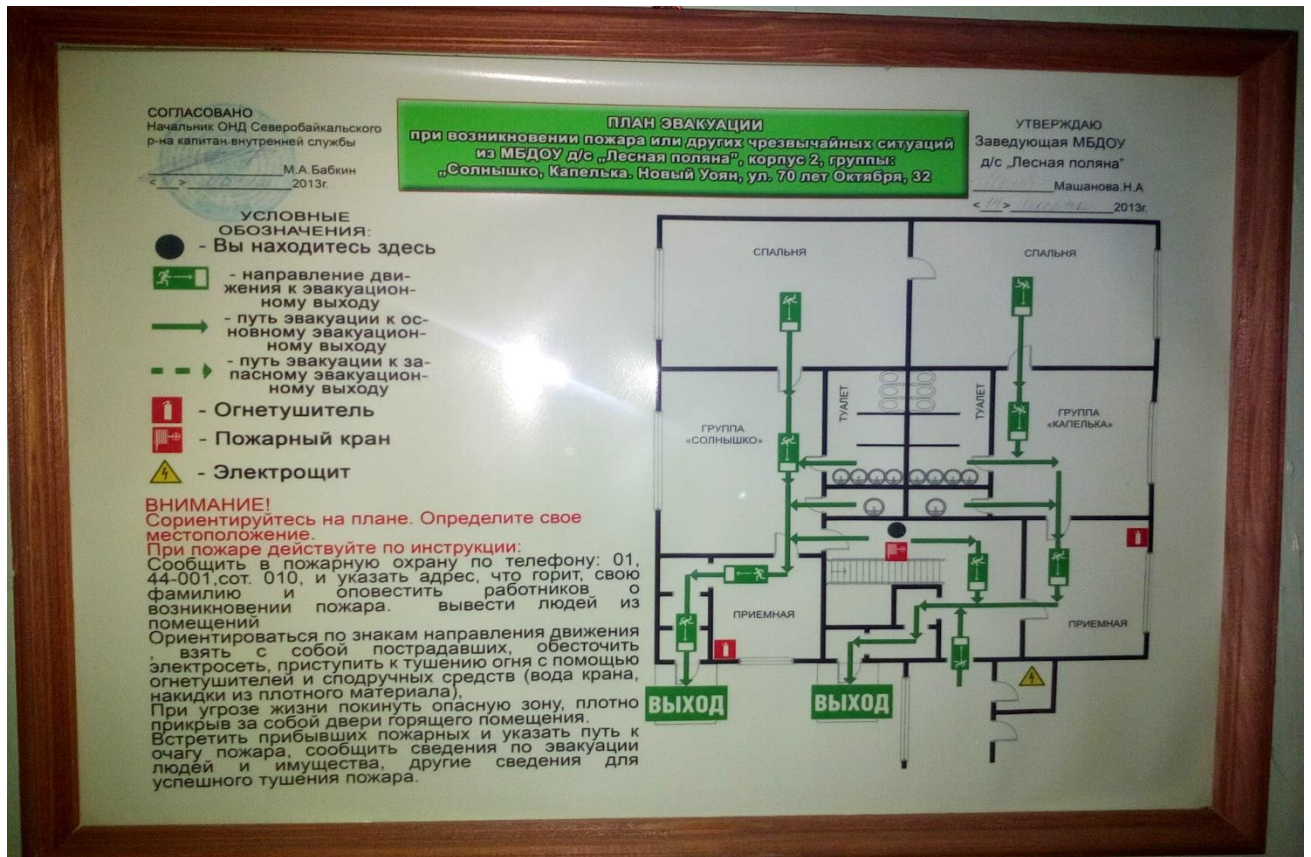 СОГЛАСОВАНО
Начальник ОНД Северобайкальского
р-на капитан внутренней службы
М.А.Бабкин
2013г.
ПЛАН ЭВАКУАЦИИ
при возникновении пожара или других чрезвычайных ситуаций
из МБДОУ д/с „Лесная поляна”, корпус 2, группы:
„Солнышко, Капелька. Новый Уоян, ул. 70 лет Октября, 32
УТВЕРЖДАЮ
Заведующая МБДОУ
д/с „Лесная поляна”
Машанова.Н.А
2013г.
УСЛОВНЫЕ
ОБОЗНАЧЕНИЯ:
- Вы находитесь здесь
- направление дви-
жения к эвакуацион-
ному выходу
- путь эвакуации к ос-
новному эвакуацион-
ному выходу
- путь эвакуации к за-
пасному эвакуацион-
ному выходу
- Огнетушитель
- Пожарный кран
- Электрощит
ВНИМАНИЕ!
Сориентируйтесь на плане. Определите свое
местоположение.
При пожаре действуйте по инструкции:
Сообщить в пожарную охрану по телефону: 01,
44-001,сот. 010, и указать адрес, что горит, свою
фамилию и оповестить работников о
возникновении пожара. вывести людей из
помещений
Ориентироваться по знакам направления движения
, взять с собой пострадавших, обесточить
электросеть, приступить к тушению огня с помощью
огнетушителей и сподручных средств (вода крана,
накидки из плотного материала),
При угрозе жизни покинуть опасную зону, плотно
прикрыв за собой двери горящего помещения.
Встретить прибывших пожарных и указать путь к
очагу пожара, сообщить сведения по эвакуации
людей и имущества, другие сведения для
успешного тушения пожара.
СПАЛЬНЯ
СПАЛЬНЯ
ТУАЛЕТ
ТУАЛЕТ
ГРУППА
«СОЛНЫШКО»
ГРУППА
«КАПЕЛЬКА»
ПРИЕМНАЯ
ПРИЕМНАЯ
ВЫХОД
ВЫХОД